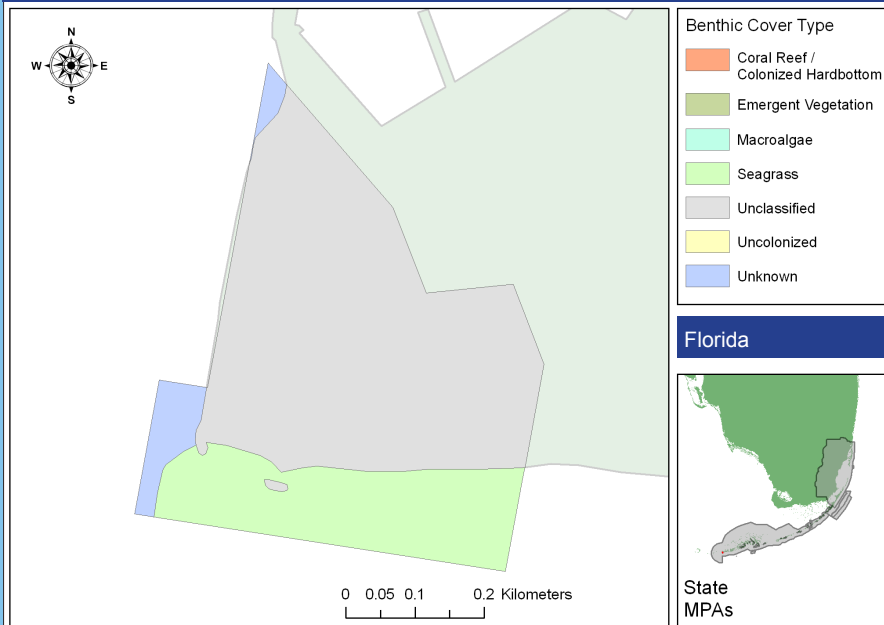 N
W E
S
0 0.05 0.1 0.2 Kilometers
Benthic Cover Type
Coral Reef /
Colonized Hardbottom
Emergent Vegetation
Macroalgae
Seagrass
Unclassified
Uncolonized
Unknown
Florida
State
MPAs